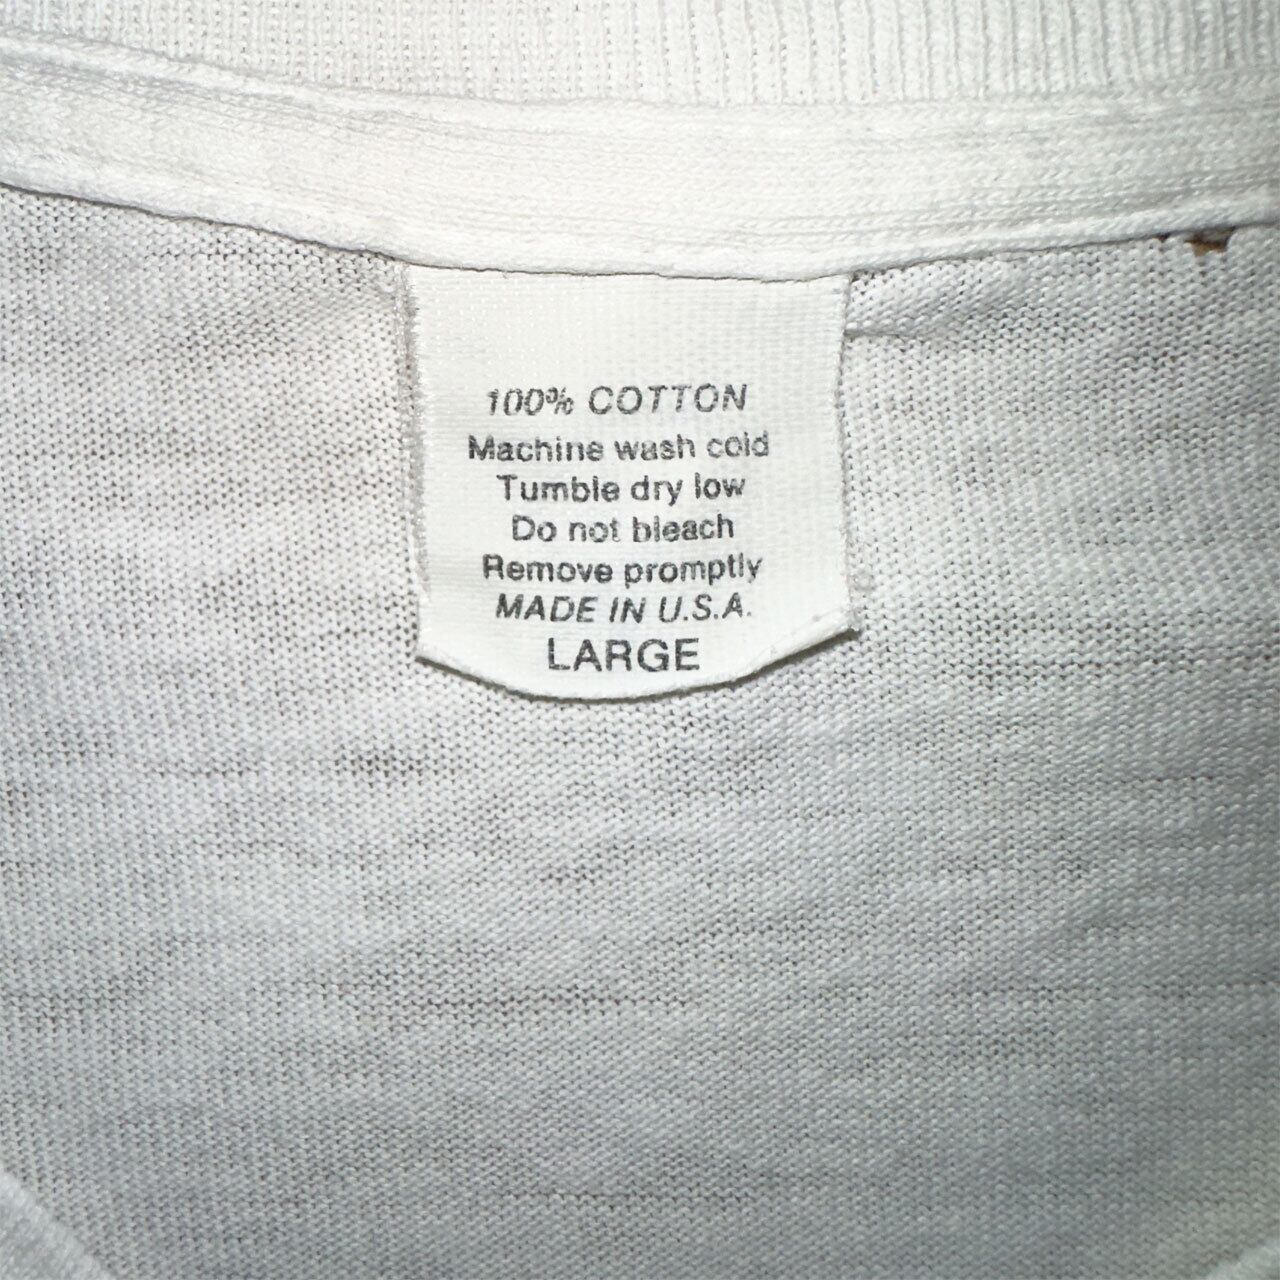 100% COTTON
Machine wash cold
Tumble dry low
Do not bleach
Remove promptly
MADE IN U.S.A.
LARGE